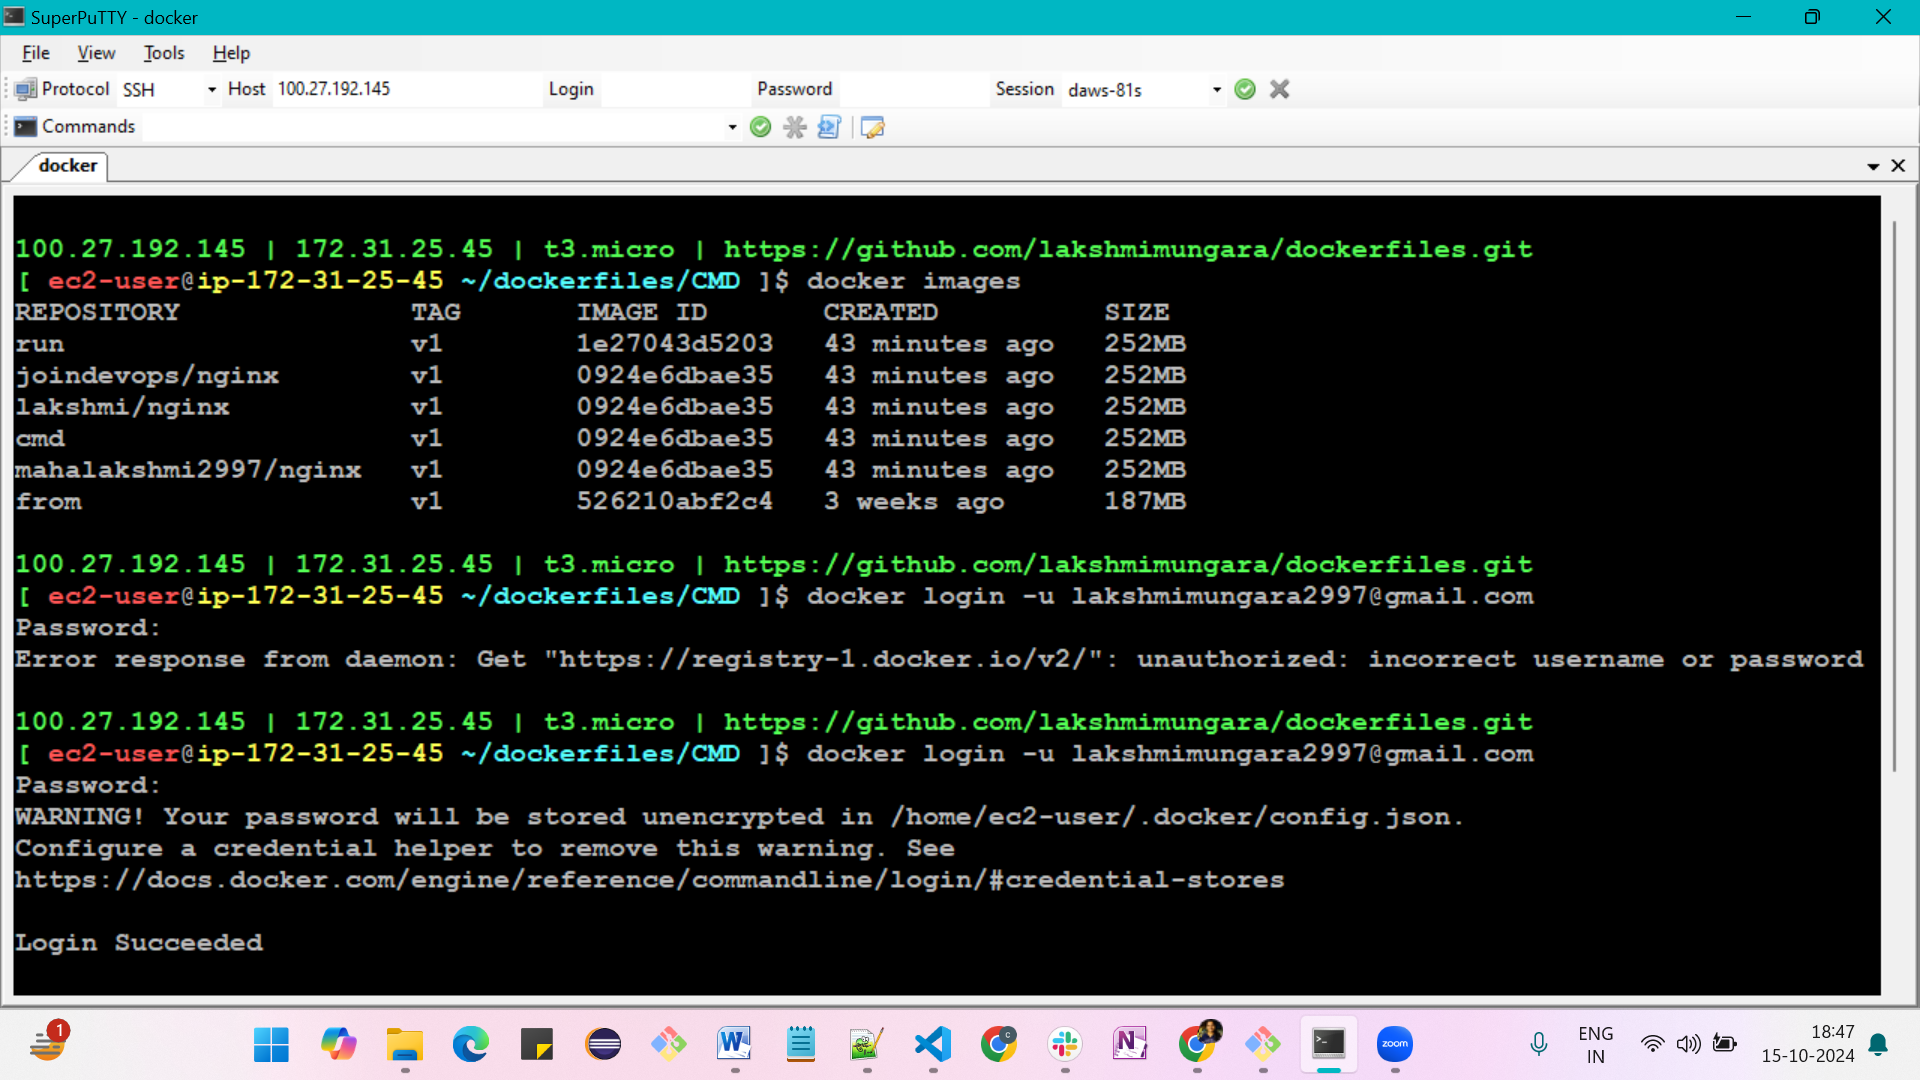 SuperPuTTY - docker
File View Tools Help
Protocol SSH Host 100.27.192.145 Login Password Session daws-81s
Commands
docker
100.27.192.145 | 172.31.25.45 | t3.micro | https://github.com/lakshmimungara/dockerfiles.git
[ ec2-user@ip-172-31-25-45 ~/dockerfiles/CMD ]$ docker images
REPOSITORY TAG IMAGE ID CREATED SIZE
run v1 1e27043d5203 43 minutes ago 252MB
joindevops/nginx v1 0924e6dbae35 43 minutes ago 252MB
lakshmi/nginx v1 0924e6dbae35 43 minutes ago 252MB
cmd v1 0924e6dbae35 43 minutes ago 252MB
mahalakshmi2997/nginx v1 0924e6dbae35 43 minutes ago 252MB
from v1 526210abf2c4 3 weeks ago 187MB
100.27.192.145 | 172.31.25.45 | t3.micro | https://github.com/lakshmimungara/dockerfiles.git
[ ec2-user@ip-172-31-25-45 ~/dockerfiles/CMD ]$ docker login -u lakshmimungara2997@gmail.com
Password:
Error response from daemon: Get "https://registry-1.docker.io/v2/": unauthorized: incorrect username or password
100.27.192.145 | 172.31.25.45 | t3.micro | https://github.com/lakshmimungara/dockerfiles.git
[ ec2-user@ip-172-31-25-45 ~/dockerfiles/CMD ]$ docker login -u lakshmimungara2997@gmail.com
Password:
WARNING! Your password will be stored unencrypted in /home/ec2-user/.docker/config.json.
Configure a credential helper to remove this warning. See
https://docs.docker.com/engine/reference/commandline/login/#credential-stores
Login Succeeded
1
zoom
ENG
IN
18:47
15-10-2024